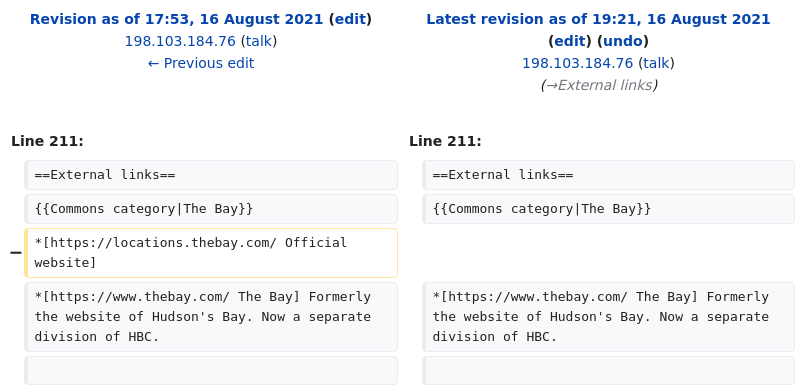 Revision as of 17:53, 16 August 2021 (edit)
198.103.184.76 (talk)
← Previous edit
Latest revision as of 19:21, 16 August 2021
(edit) (undo)
198.103.184.76 (talk)
(→External links)
Line 211:
Line 211:
==External links==
==External links==
{{Commons category|The Bay}}
{{Commons category|The Bay}}
− *[https://locations.thebay.com/ Official
website]
*[https://www.thebay.com/ The Bay] Formerly
the website of Hudson's Bay. Now a separate
division of HBC.
*[https://www.thebay.com/ The Bay] Formerly
the website of Hudson's Bay. Now a separate
division of HBC.